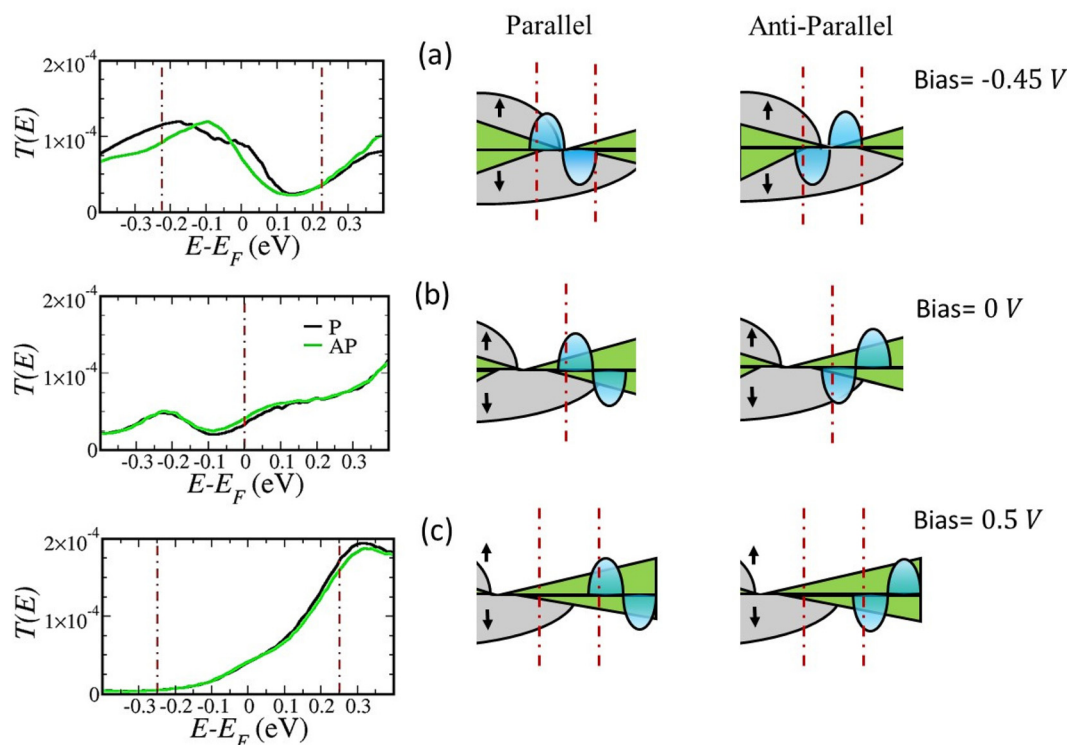 Parallel
Anti-Parallel
(a)
Bias= -0.45 V
2×10⁻⁴
1×10⁻⁴
0
T(E)
-0.3 -0.2 -0.1 0 0.1 0.2 0.3
E-E_F (eV)
(b)
Bias= 0 V
2×10⁻⁴
1×10⁻⁴
0
T(E)
P
AP
-0.3 -0.2 -0.1 0 0.1 0.2 0.3
E-E_F (eV)
(c)
Bias= 0.5 V
2×10⁻⁴
1×10⁻⁴
0
T(E)
-0.3 -0.2 -0.1 0 0.1 0.2 0.3
E-E_F (eV)